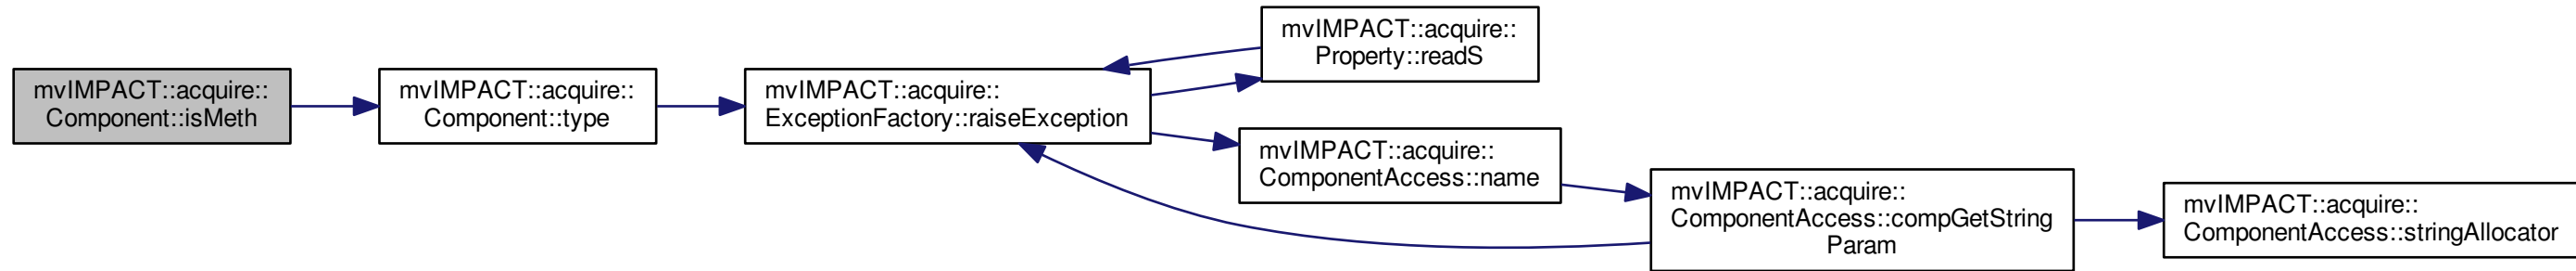 mvIMPACT::acquire::
Component::isMeth
mvIMPACT::acquire::
Component::type
mvIMPACT::acquire::
ExceptionFactory::raiseException
mvIMPACT::acquire::
Property::readS
mvIMPACT::acquire::
ComponentAccess::name
mvIMPACT::acquire::
ComponentAccess::compGetString
Param
mvIMPACT::acquire::
ComponentAccess::stringAllocator